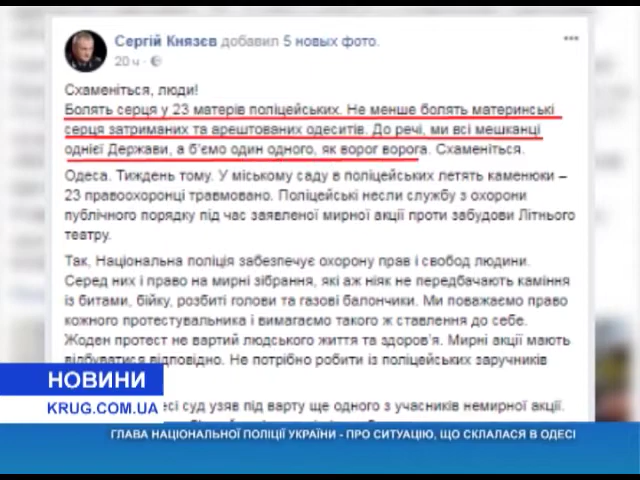 Сергій Князєв добавил 5 новых фото.
20 ч ·
Схаменіться, люди!
Болять серця у 23 матерів поліцейських. Не менше болять материнські
серця затриманих та арештованих одеситів. До речі, ми всі мешканці
однієї Держави, а б'ємо один одного, як ворог ворога. Схаменіться.
Одеса. Тиждень тому. У міському саду в поліцейських летять каменюки –
23 правоохоронці травмовано. Поліцейські несли службу з охорони
публічного порядку під час заявленої мирної акції проти забудови Літнього
театру.
Так, Національна поліція забезпечує охорону прав і свобод людини.
Серед них і право на мирні зібрання, які аж ніяк не передбачають каміння
із битами, бійку, розбиті голови та газові балончики. Ми поважаємо право
кожного протестувальника і вимагаємо такого ж ставлення до себе.
Жоден протест не вартий людського життя та здоров'я. Мирні акції мають
відбуватися відповідно. Не потрібно робити із поліцейських заручників
есі суд узяв під варту ще одного з учасників немирної акції.
НОВИНИ
KRUG.COM.UA
ГЛАВА НАЦІОНАЛЬНОЇ ПОЛІЦІЇ УКРАЇНИ - ПРО СИТУАЦІЮ, ЩО СКЛАЛАСЯ В ОДЕСІ